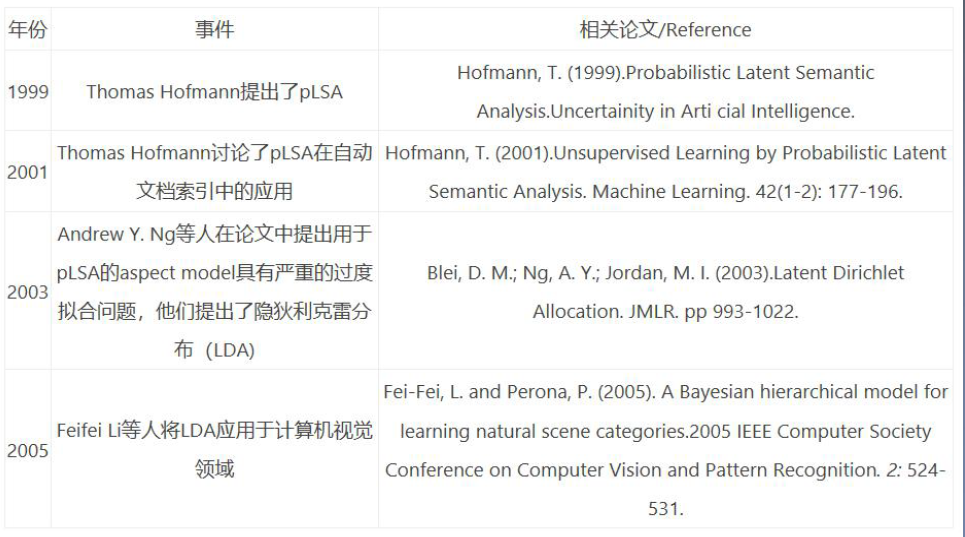 年份 事件 相关论文/Reference
1999 Thomas Hofmann提出了pLSA
Hofmann, T. (1999).Probabilistic Latent Semantic
Analysis.Uncertainity in Arti cial Intelligence.
2001
Thomas Hofmann讨论了pLSA在自动
文档索引中的应用
Hofmann, T. (2001).Unsupervised Learning by Probabilistic Latent
Semantic Analysis. Machine Learning. 42(1-2): 177-196.
2003
Andrew Y. Ng等人在论文中提出用于
pLSA的aspect model具有严重的过度
拟合问题，他们提出了隐狄利克雷分
布（LDA)
Blei, D. M.; Ng, A. Y.; Jordan, M. I. (2003).Latent Dirichlet
Allocation. JMLR. pp 993-1022.
2005
Feifei Li等人将LDA应用于计算机视觉
领域
Fei-Fei, L. and Perona, P. (2005). A Bayesian hierarchical model for
learning natural scene categories.2005 IEEE Computer Society
Conference on Computer Vision and Pattern Recognition. 2: 524-
531.